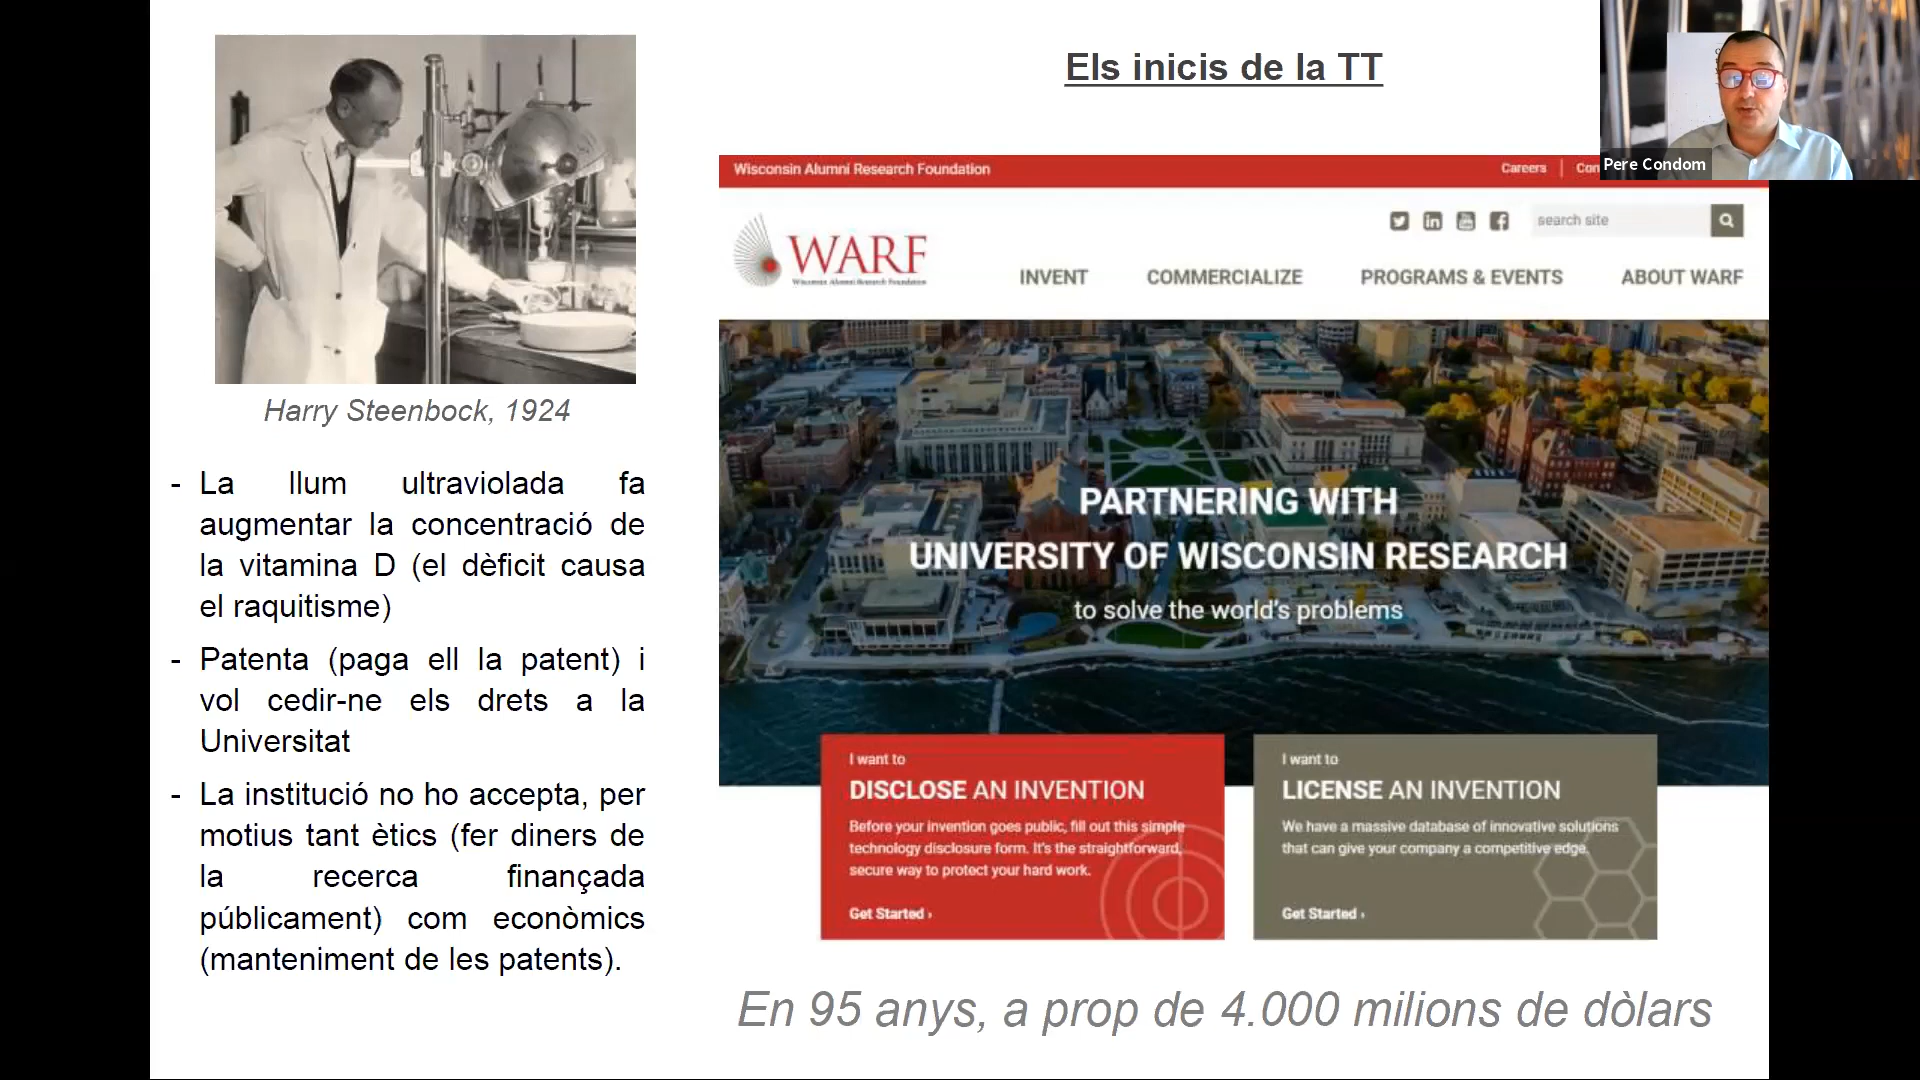 Els inicis de la TT
Pere Condom
Harry Steenbock, 1924
- La llum ultraviolada fa
augmentar la concentració de
la vitamina D (el dèficit causa
el raquitisme)
- Patenta (paga ell la patent) i
vol cedir-ne els drets a la
Universitat
- La institució no ho accepta, per
motius tant ètics (fer diners de
la recerca finançada
públicament) com econòmics
(manteniment de les patents).
Wisconsin Alumni Research Foundation
Careers | Con
search site
WARF
Wisconsin Alumni Research Foundation
INVENT COMMERCIALIZE PROGRAMS & EVENTS ABOUT WARF
PARTNERING WITH
UNIVERSITY OF WISCONSIN RESEARCH
to solve the world's problems
I want to
DISCLOSE AN INVENTION
Before your invention goes public, fill out this simple
technology disclosure form. It's the straightforward,
secure way to protect your hard work.
Get Started ›
I want to
LICENSE AN INVENTION
We have a massive database of innovative solutions
that can give your company a competitive edge.
Get Started ›
En 95 anys, a prop de 4.000 milions de dòlars